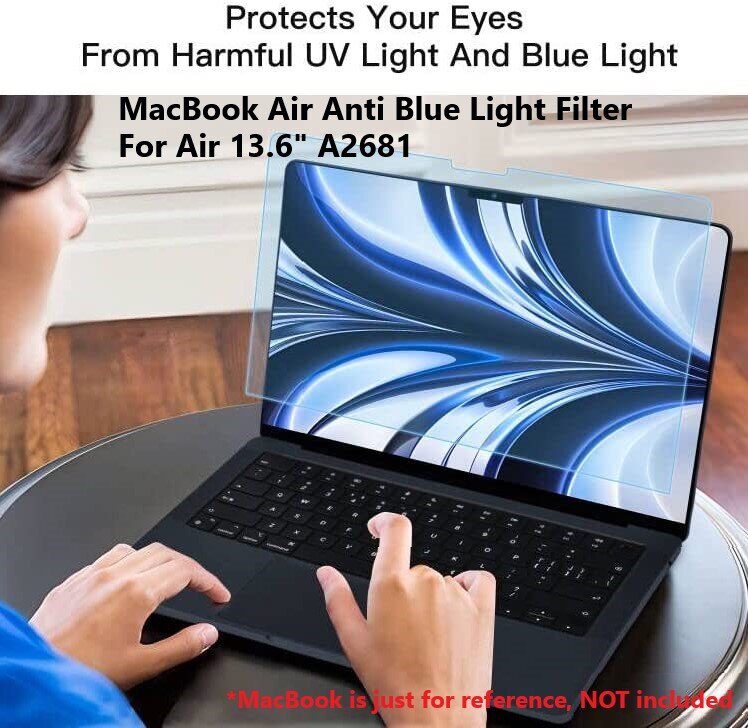 Protects Your Eyes
From Harmful UV Light And Blue Light
MacBook Air Anti Blue Light Filter
For Air 13.6" A2681
*MacBook is just for reference, NOT included